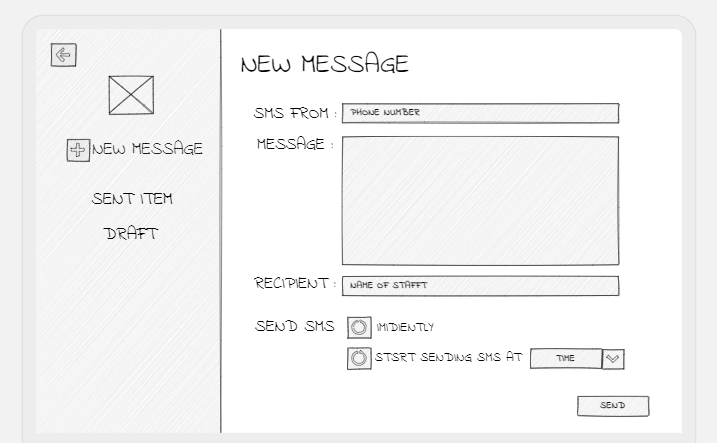 NEW MESSAGE
SENT ITEM
DRAFT
NEW MESSAGE
SMS FROM : PHONE NUMBER
MESSAGE :
RECIPIENT : NAME OF STAFFT
SEND SMS IMIDIENTLY
STSRT SENDING SMS AT TIME
SEND